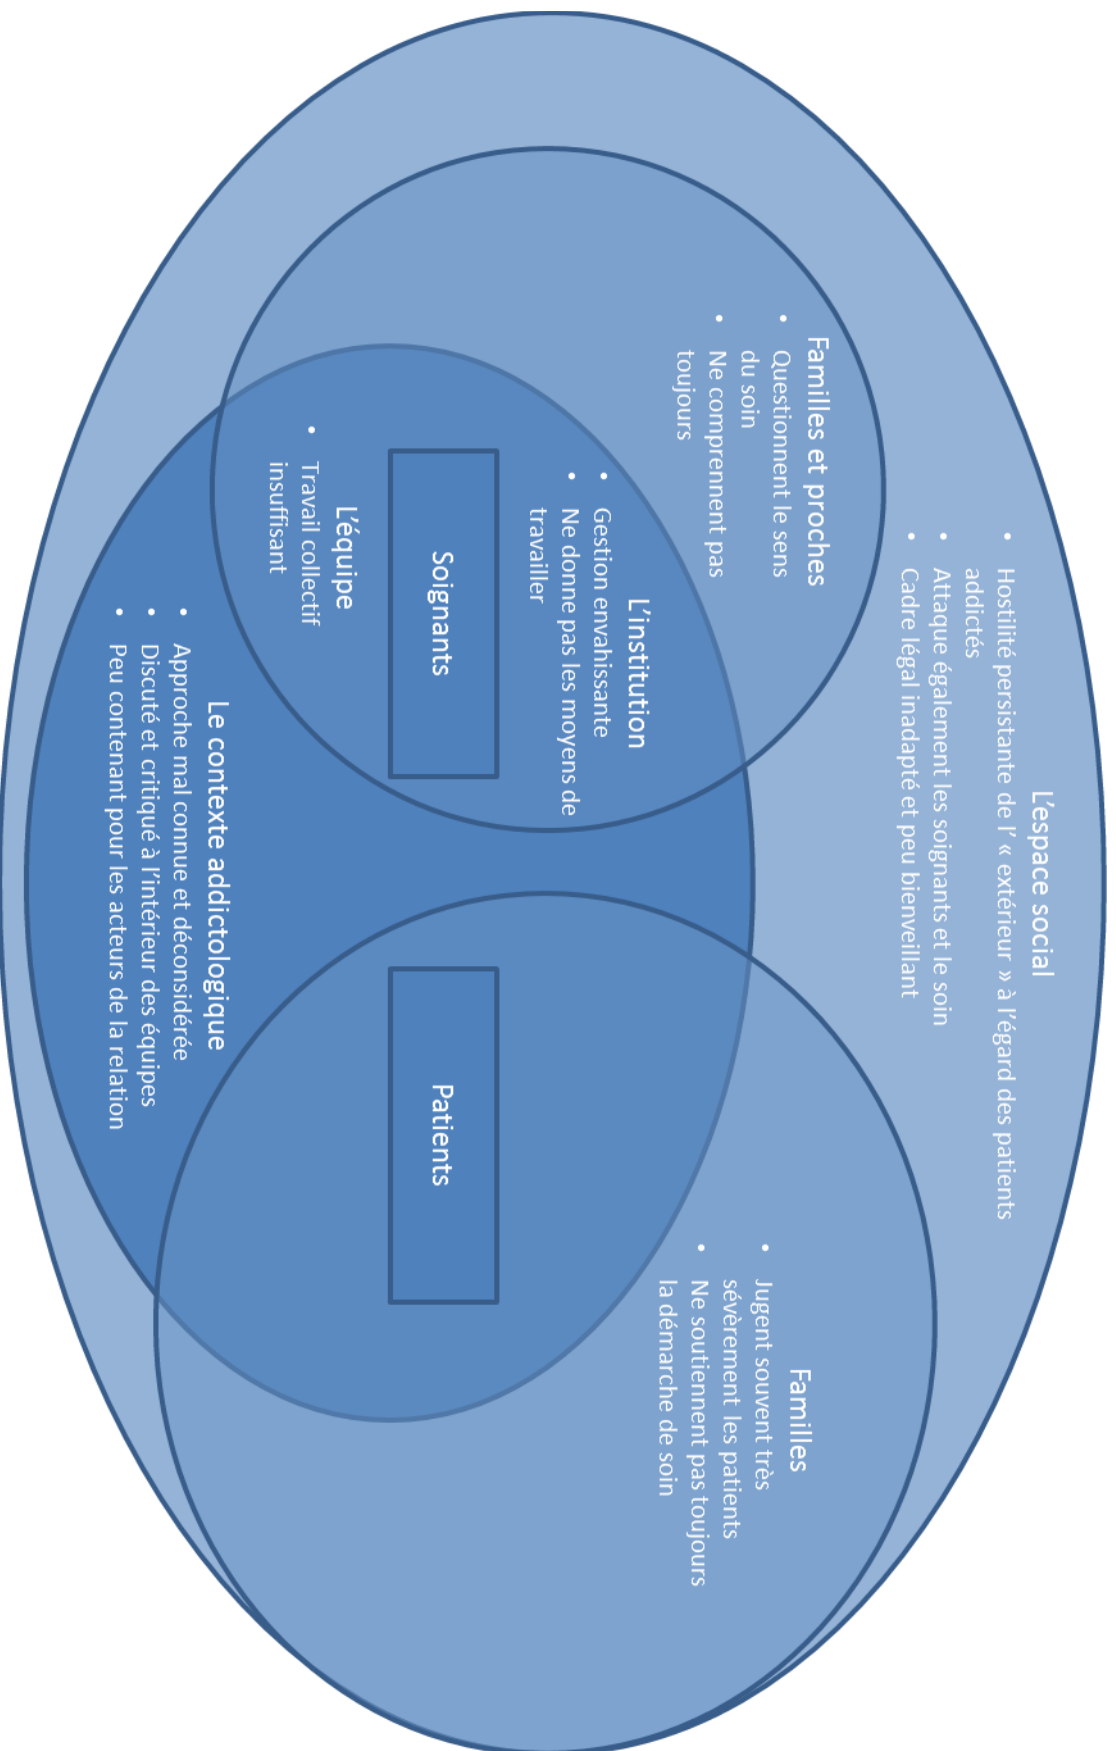 L'espace social
• Hostilité persistante de l' « extérieur » à l'égard des patients
addictés
• Attaque également les soignants et le soin
• Cadre légal inadapté et peu bienveillant
Familles et proches
• Questionnent le sens
du soin
• Ne comprennent pas
toujours
Familles
• Jugent souvent très
sévèrement les patients
• Ne soutiennent pas toujours
la démarche de soin
L'institution
• Gestion envahissante
• Ne donne pas les moyens de
travailler
Soignants
Patients
L'équipe
• Travail collectif
insuffisant
Le contexte addictologique
• Approche mal connue et déconsidérée
• Discuté et critiqué à l'intérieur des équipes
• Peu contenant pour les acteurs de la relation